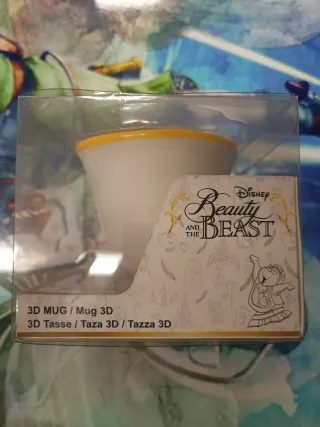 Disney
Beauty
AND THE BEAST
3D MUG / Mug 3D
3D Tasse / Taza 3D / Tazza 3D